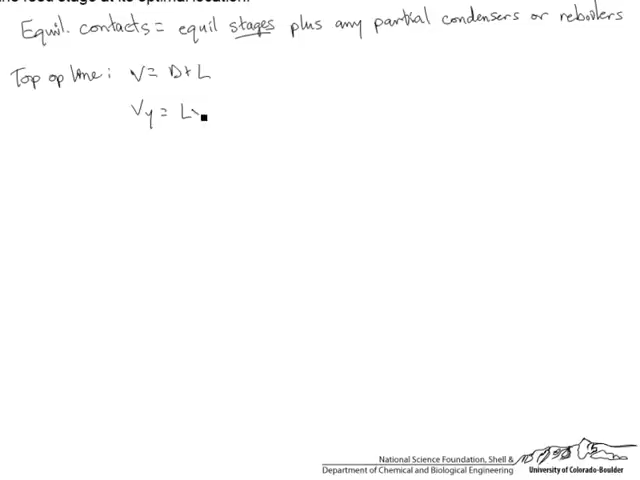 Equil. contacts = equil stages plus any partial condensers or reboilers
Top op line: V = D + L
Vy = Lx
National Science Foundation, Shell &
Department of Chemical and Biological Engineering
University of Colorado-Boulder